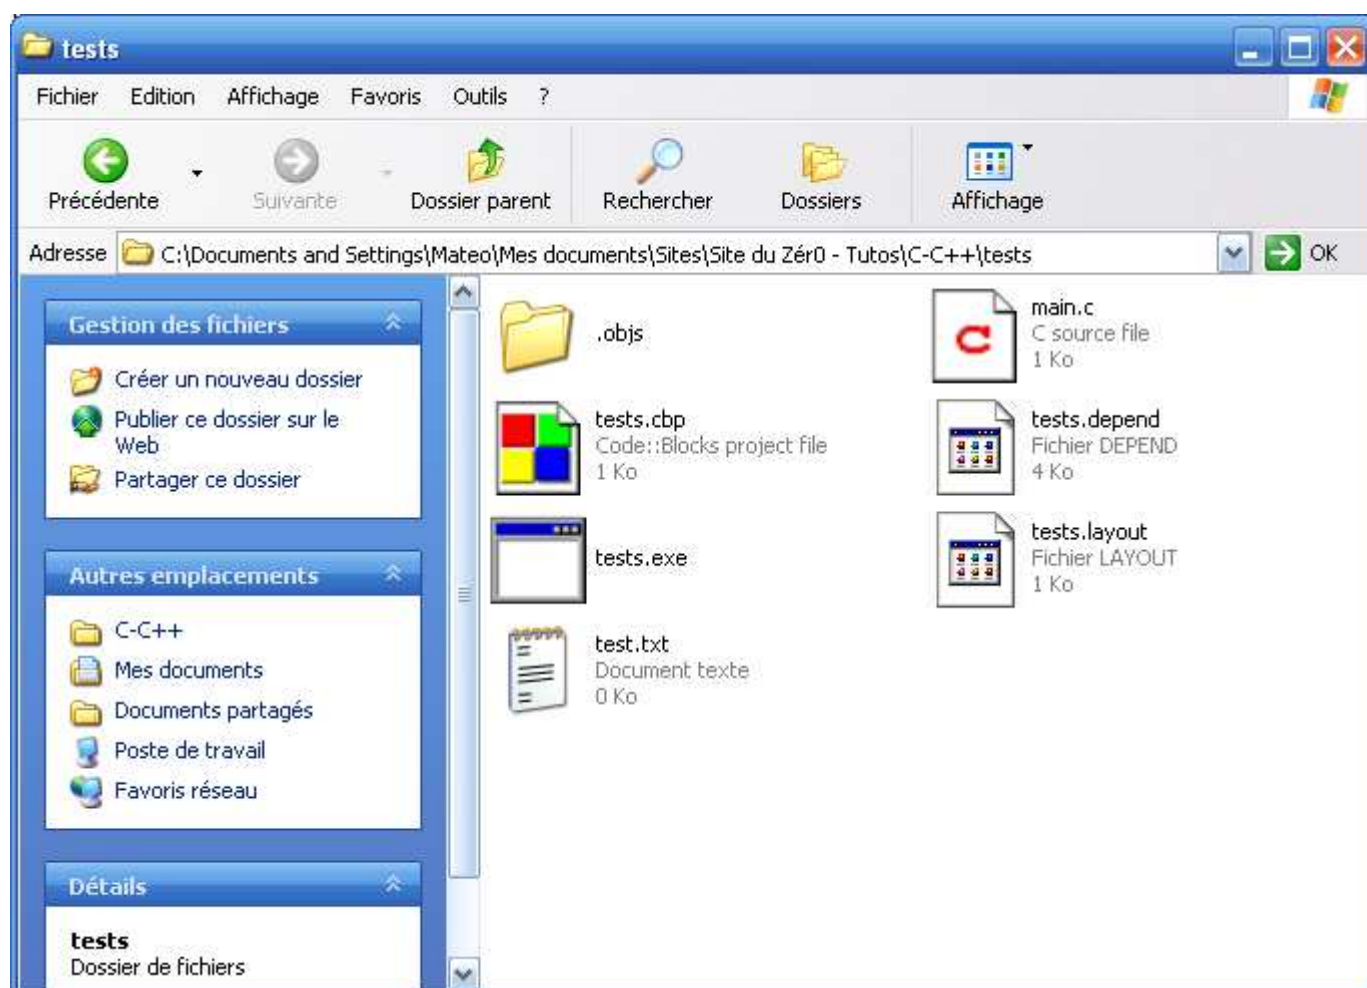 tests
Fichier Edition Affichage Favoris Outils ?
Précédente Suivante Dossier parent Rechercher Dossiers Affichage
Adresse C:\Documents and Settings\Mateo\Mes documents\Sites\Site du Zér0 - Tutos\C-C++\tests OK
Gestion des fichiers
Créer un nouveau dossier
Publier ce dossier sur le
Web
Partager ce dossier
Autres emplacements
C-C++
Mes documents
Documents partagés
Poste de travail
Favoris réseau
Détails
tests
Dossier de fichiers
.objs
main.c
C source file
1 Ko
tests.cbp
Code::Blocks project file
1 Ko
tests.depend
Fichier DEPEND
4 Ko
tests.exe
tests.layout
Fichier LAYOUT
1 Ko
test.txt
Document texte
0 Ko